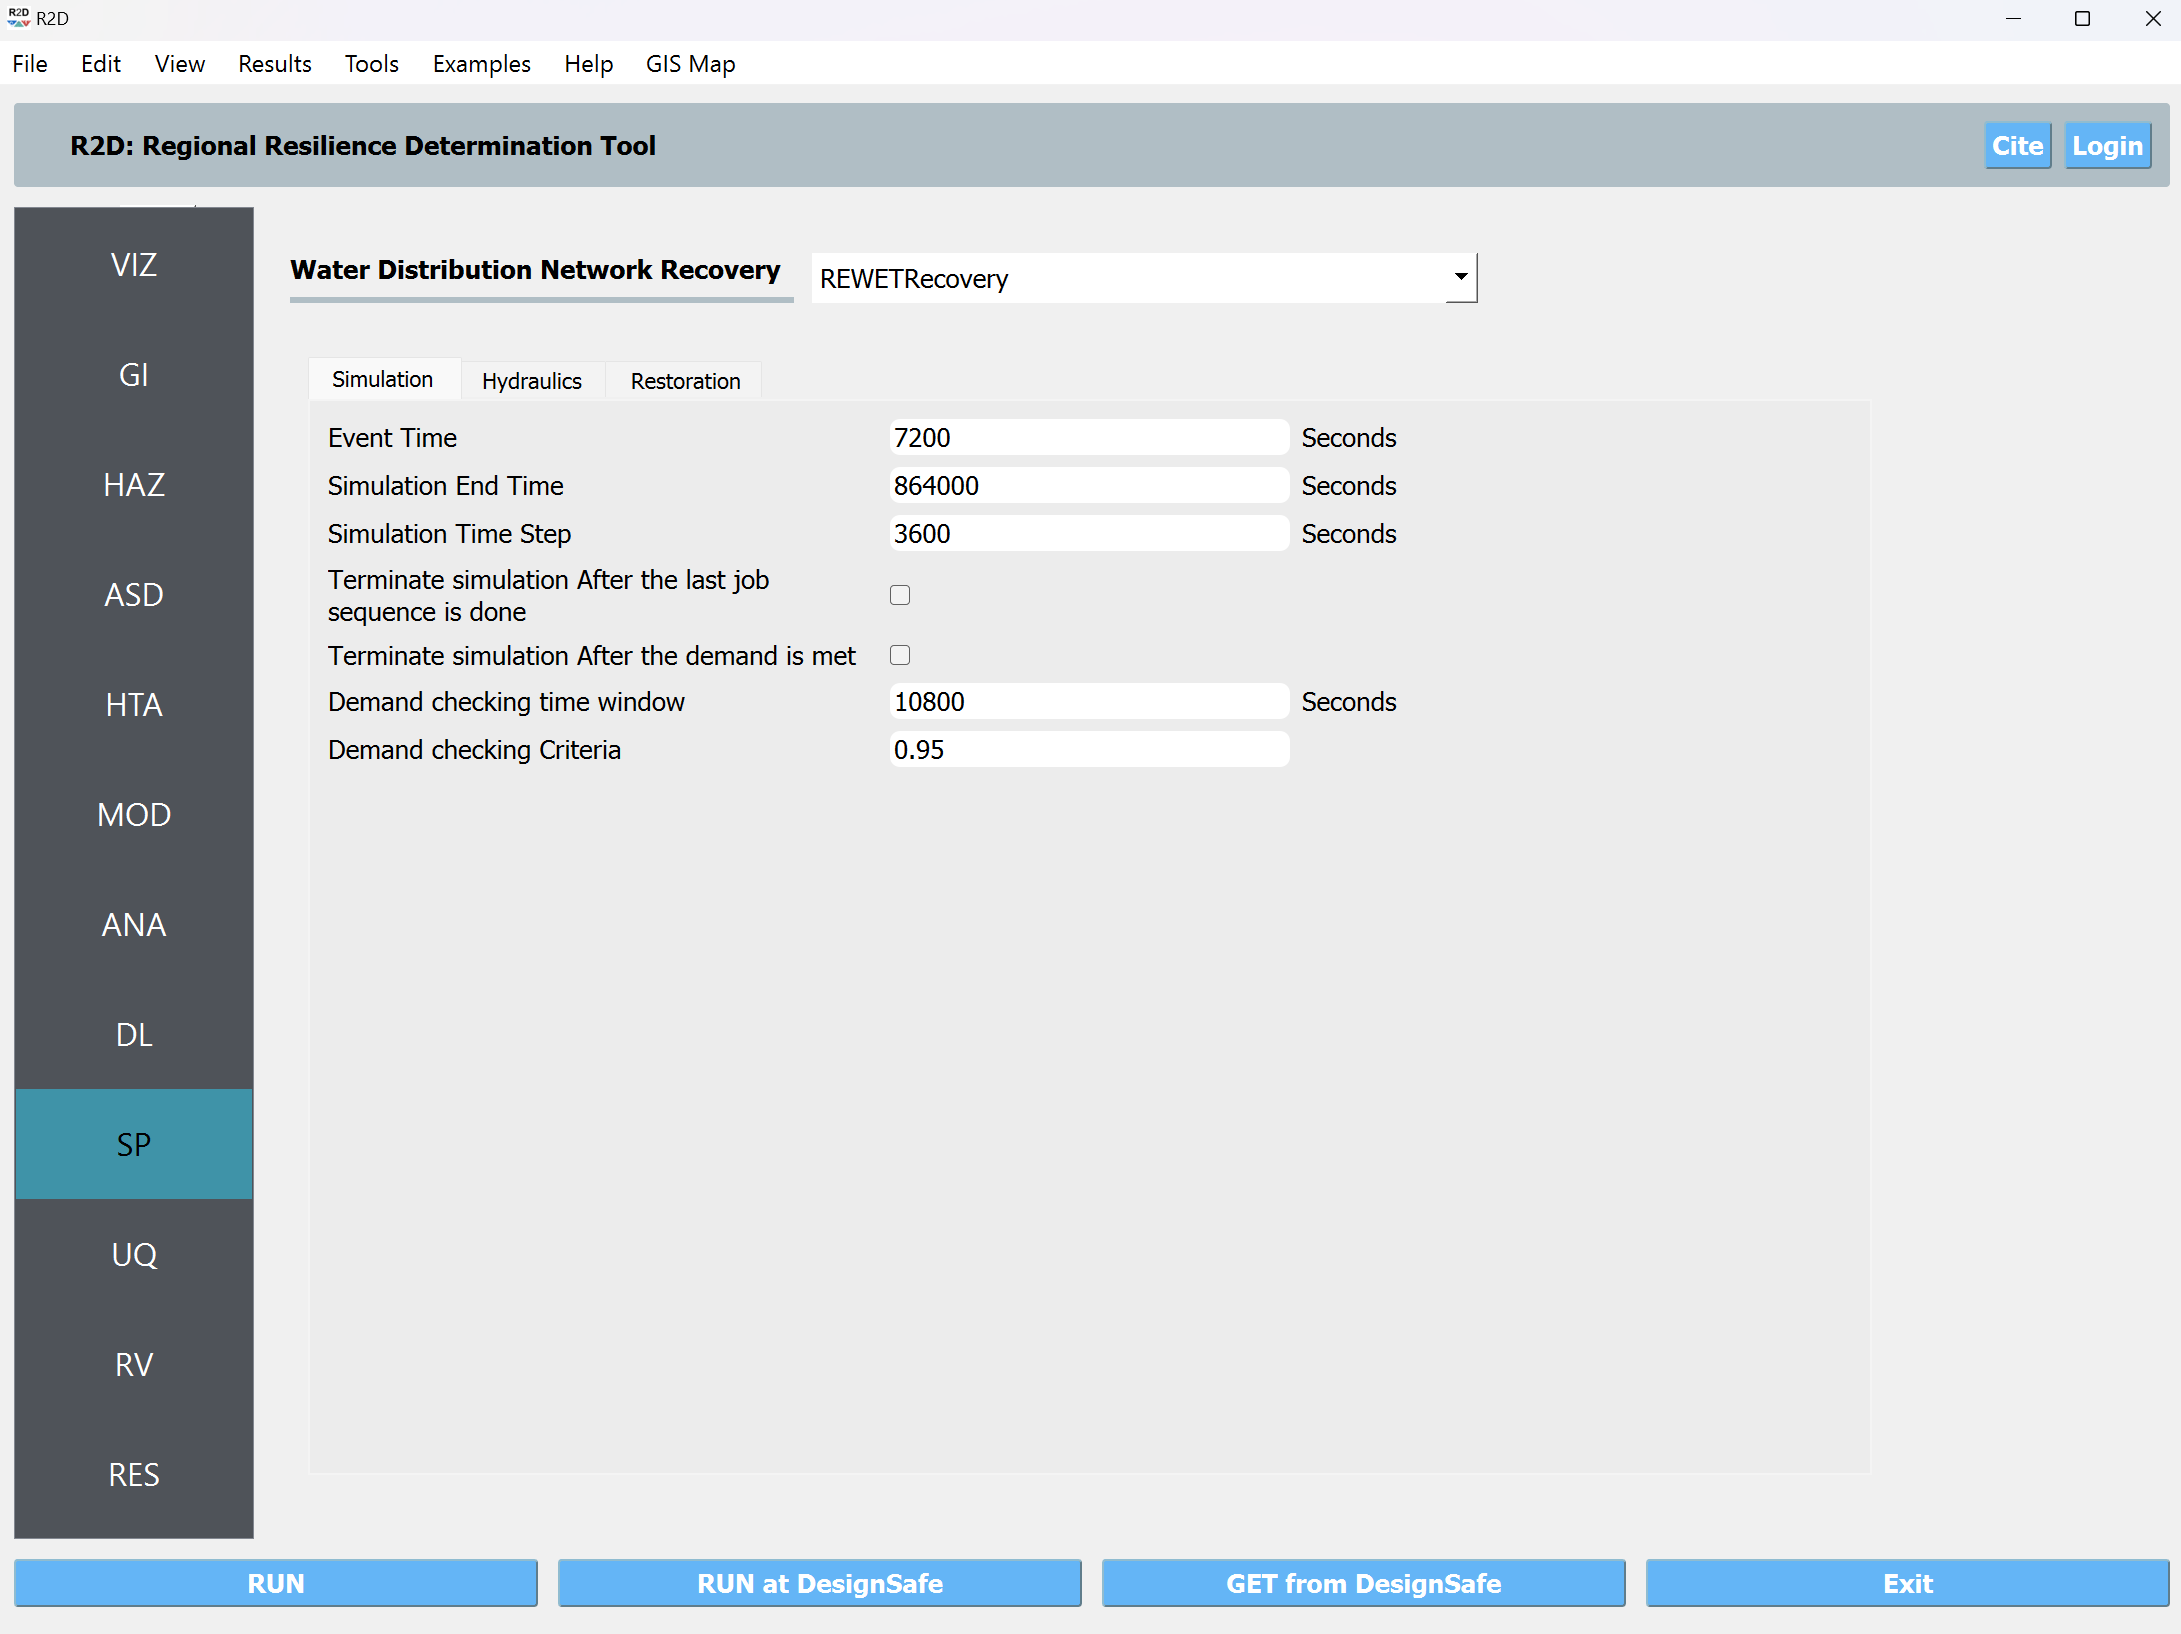 R2D R2D
File Edit View Results Tools Examples Help GIS Map
R2D: Regional Resilience Determination Tool Cite Login
VIZ
GI
HAZ
ASD
HTA
MOD
ANA
DL
SP
UQ
RV
RES
Water Distribution Network Recovery REWETRecovery
Simulation Hydraulics Restoration
Event Time 7200 Seconds
Simulation End Time 864000 Seconds
Simulation Time Step 3600 Seconds
Terminate simulation After the last job
sequence is done
Terminate simulation After the demand is met
Demand checking time window 10800 Seconds
Demand checking Criteria 0.95
RUN RUN at DesignSafe GET from DesignSafe Exit